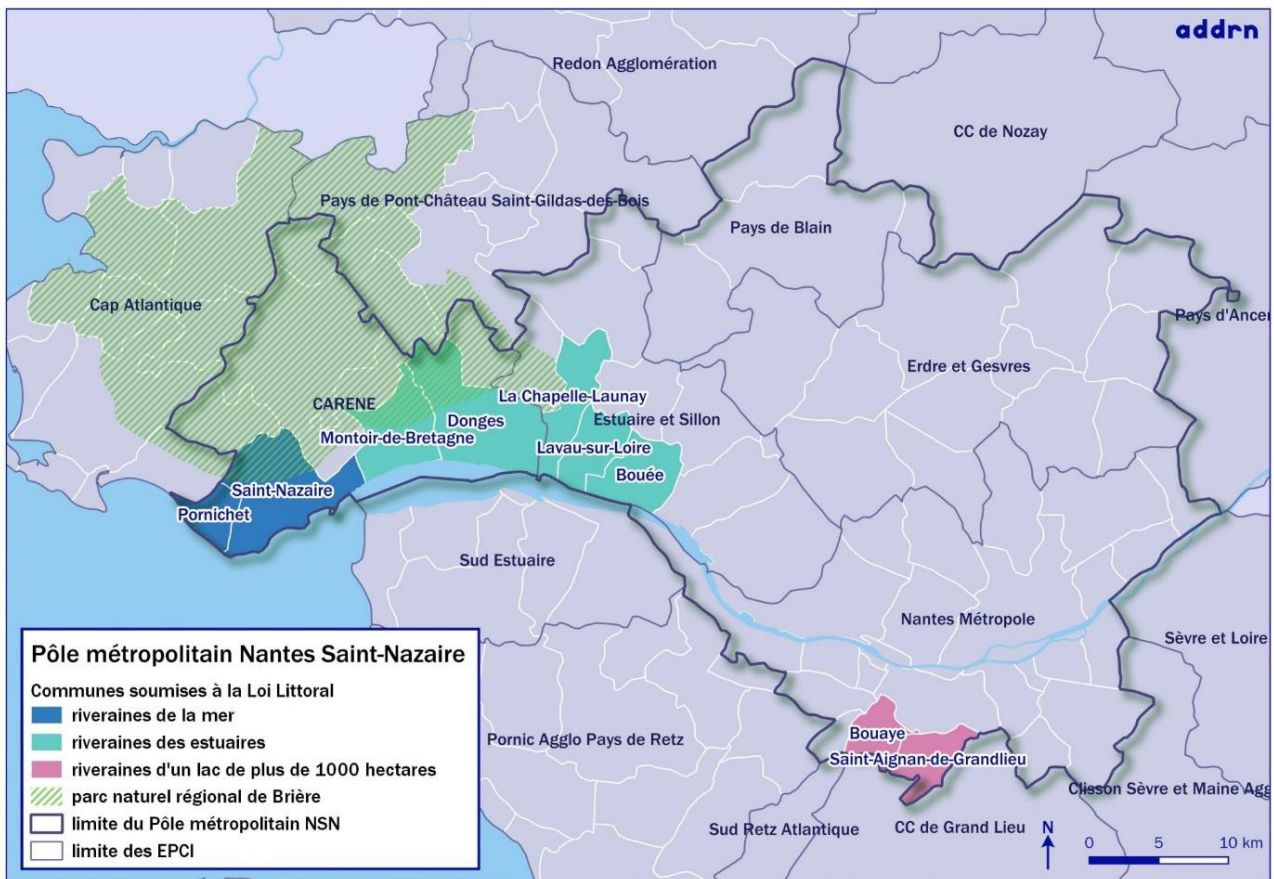 addrn
Redon Agglomération
CC de Nozay
Pays de Pont-Château Saint-Gildas-des-Bois
Pays de Blain
Cap Atlantique
Pays d'Ancen
Erdre et Gesvres
La Chapelle-Launay
CARENE
Donges
Estuaire et Sillon
Montoir-de-Bretagne
Lavau-sur-Loire
Bouée
Saint-Nazaire
Pornichet
Sud Estuaire
Nantes Métropole
Sèvre et Loire
Pôle métropolitain Nantes Saint-Nazaire
Communes soumises à la Loi Littoral
riveraines de la mer
riveraines des estuaires
riveraines d'un lac de plus de 1000 hectares
parc naturel régional de Brière
limite du Pôle métropolitain NSN
limite des EPCI
Pornic Agglo Pays de Retz
Bouaye
Saint-Aignan-de-Grandlieu
Clisson Sèvre et Maine Agg
Sud Retz Atlantique
CC de Grand Lieu
N
0 5 10 km